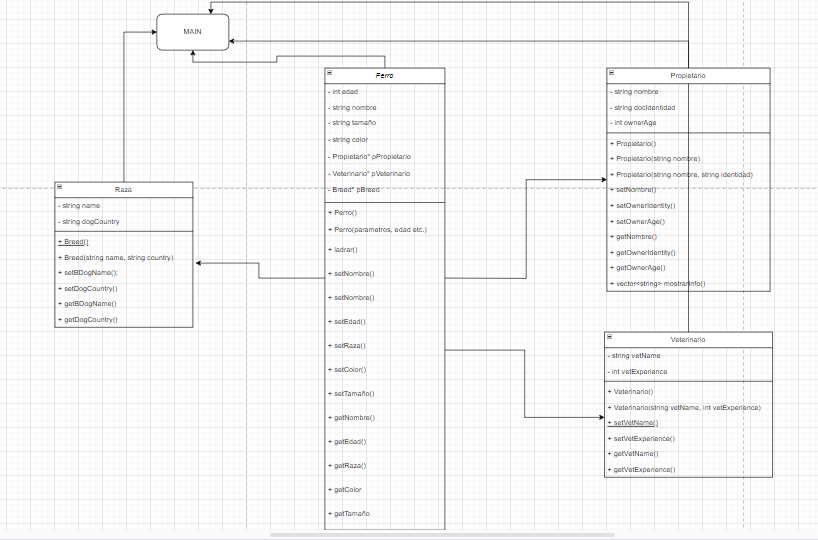 MAIN
Perro
- int edad
- string nombre
- string tamaño
- string color
- Propietario* pPropietario
- Veterinario* pVeterinario
- Breed* pBreed
+ Perro()
+ Perro(parametros, edad etc.)
+ ladrar()
+ setNombre()
+ setNombre()
+ setEdad()
+ setRaza()
+ setColor()
+ setTamaño()
+ getNombre()
+ getEdad()
+ getRaza()
+ getColor
+ getTamaño
Propietario
- string nombre
- string docIdentidad
- int ownerAge
+ Propietario()
+ Propietario(string nombre)
+ Propietario(string nombre, string identidad)
+ setNombre()
+ setOwnerIdentity()
+ setOwnerAge()
+ getNombre()
+ getOwnerIdentity()
+ getOwnerAge()
+ vector<string> mostrarInfo()
Raza
- string name
- string dogCountry
+ Breed()
+ Breed(string name, string country)
+ setBDogName();
+ setDogCountry()
+ getBDogName()
+ getDogCountry()
Veterinario
- string vetName
- int vetExperience
+ Veterinario()
+ Veterinario(string vetName, int vetExperience)
+ setVetName()
+ setVetExperience()
+ getVetName()
+ getVetExperience()